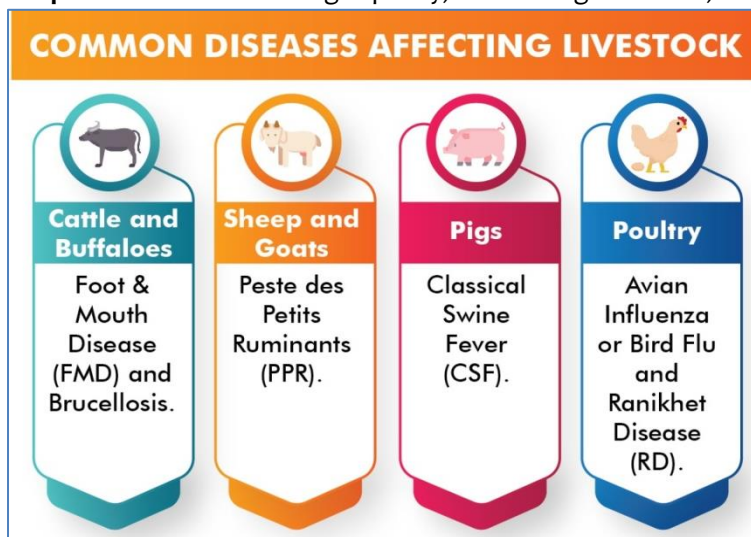 COMMON DISEASES AFFECTING LIVESTOCK
Cattle and
Buffaloes
Foot &
Mouth
Disease
(FMD) and
Brucellosis.
Sheep and
Goats
Peste des
Petits
Ruminants
(PPR).
Pigs
Classical
Swine
Fever
(CSF).
Poultry
Avian
Influenza
or Bird Flu
and
Ranikhet
Disease
(RD).